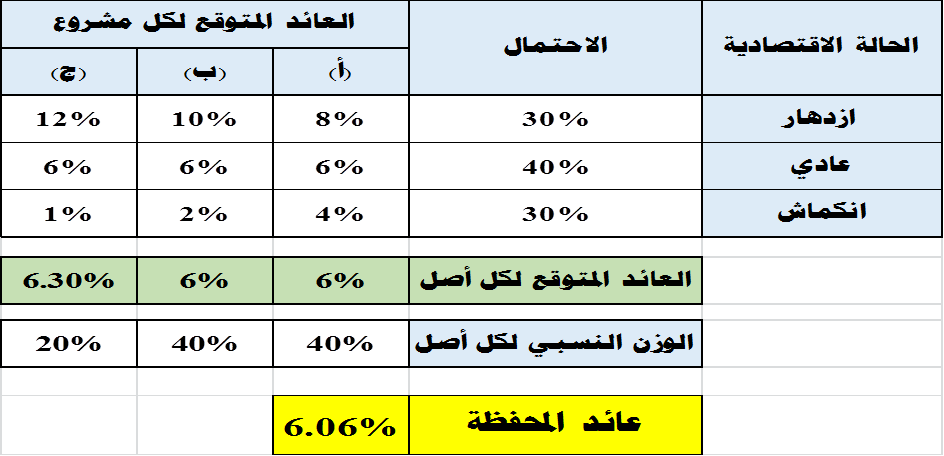 الحالة الاقتصادية الاحتمال العائد المتوقع لكل مشروع
(أ) (ب) (ج)
ازدهار 30% 8% 10% 12%
عادي 40% 6% 6% 6%
انكماش 30% 4% 2% 1%
العائد المتوقع لكل أصل 6% 6% 6.30%
الوزن النسبي لكل أصل 40% 40% 20%
عائد المحفظة 6.06%